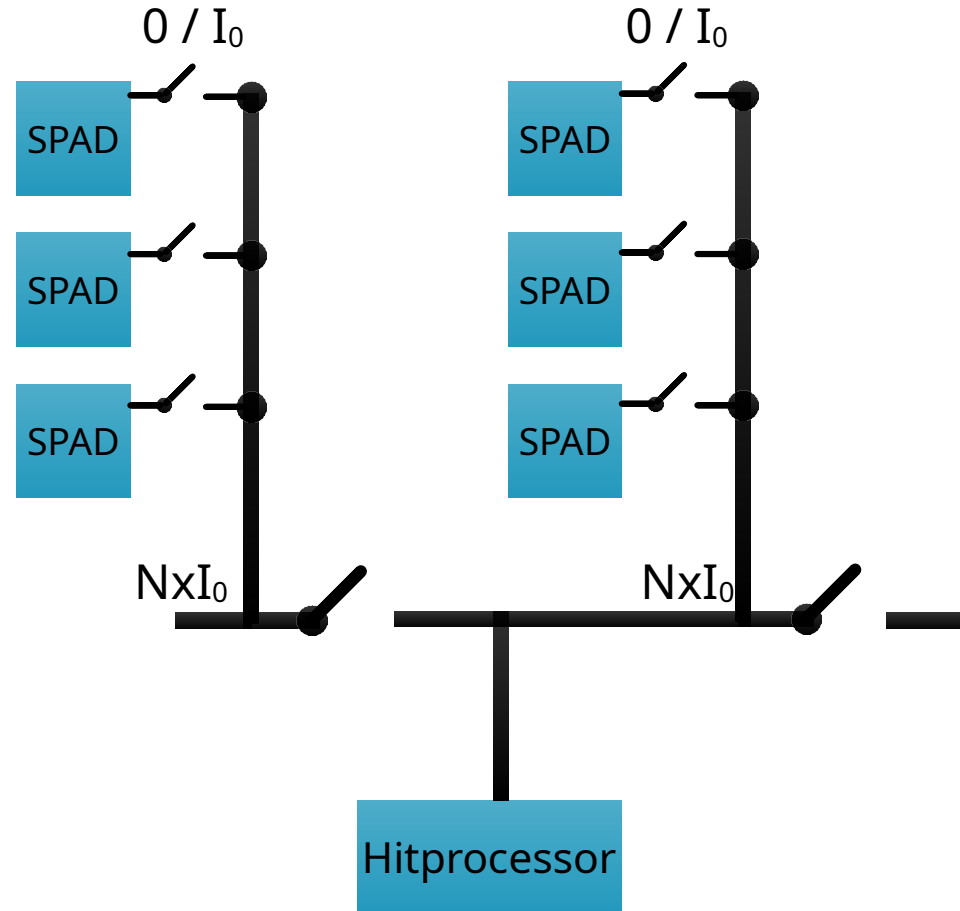 0 / I₀
0 / I₀
SPAD
SPAD
SPAD
SPAD
SPAD
SPAD
NxI₀
NxI₀
Hitprocessor